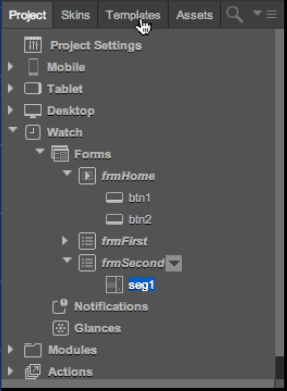 Project Skins Templates Assets
Project Settings
Mobile
Tablet
Desktop
Watch
Forms
frmHome
btn1
btn2
frmFirst
frmSecond
seg1
Notifications
Glances
Modules
Actions